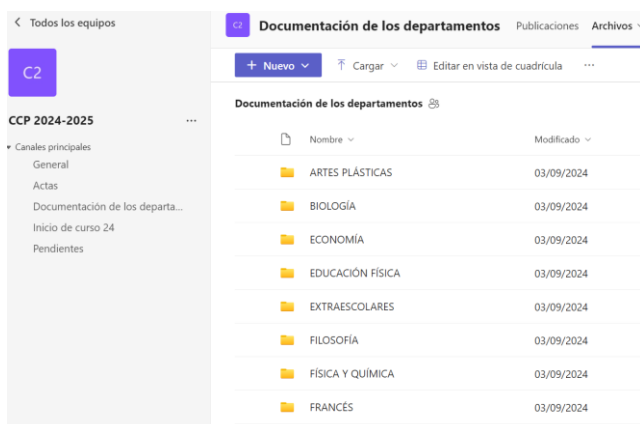 Todos los equipos
C2
CCP 2024-2025
...
Canales principales
General
Actas
Documentación de los departa...
Inicio de curso 24
Pendientes
C2 Documentación de los departamentos Publicaciones Archivos
+ Nuevo Cargar Editar en vista de cuadrícula ...
Documentación de los departamentos
Nombre Modificado
ARTES PLÁSTICAS 03/09/2024
BIOLOGÍA 03/09/2024
ECONOMÍA 03/09/2024
EDUCACIÓN FÍSICA 03/09/2024
EXTRAESCOLARES 03/09/2024
FILOSOFÍA 03/09/2024
FÍSICA Y QUÍMICA 03/09/2024
FRANCÉS 03/09/2024